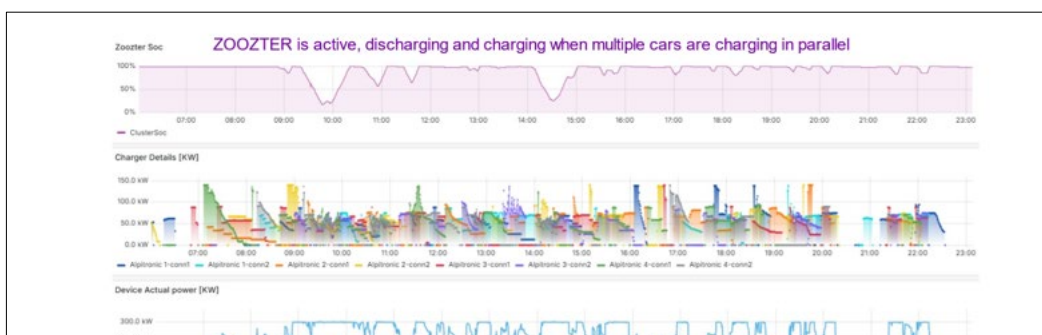 Zoozter Soc
ZOOZTER is active, discharging and charging when multiple cars are charging in parallel
100%
50%
0%
07:00 08:00 09:00 10:00 11:00 12:00 13:00 14:00 15:00 16:00 17:00 18:00 19:00 20:00 21:00 22:00 23:00
ClusterSoc
Charger Details [KW]
150.0 kW
100.0 kW
50.0 kW
0.0 kW
07:00 08:00 09:00 10:00 11:00 12:00 13:00 14:00 15:00 16:00 17:00 18:00 19:00 20:00 21:00 22:00 23:00
Alpitronic 1-conn1 Alpitronic 1-conn2 Alpitronic 2-conn1 Alpitronic 2-conn2 Alpitronic 3-conn1 Alpitronic 3-conn2 Alpitronic 4-conn1 Alpitronic 4-conn2
Device Actual power [KW]
300.0 kW